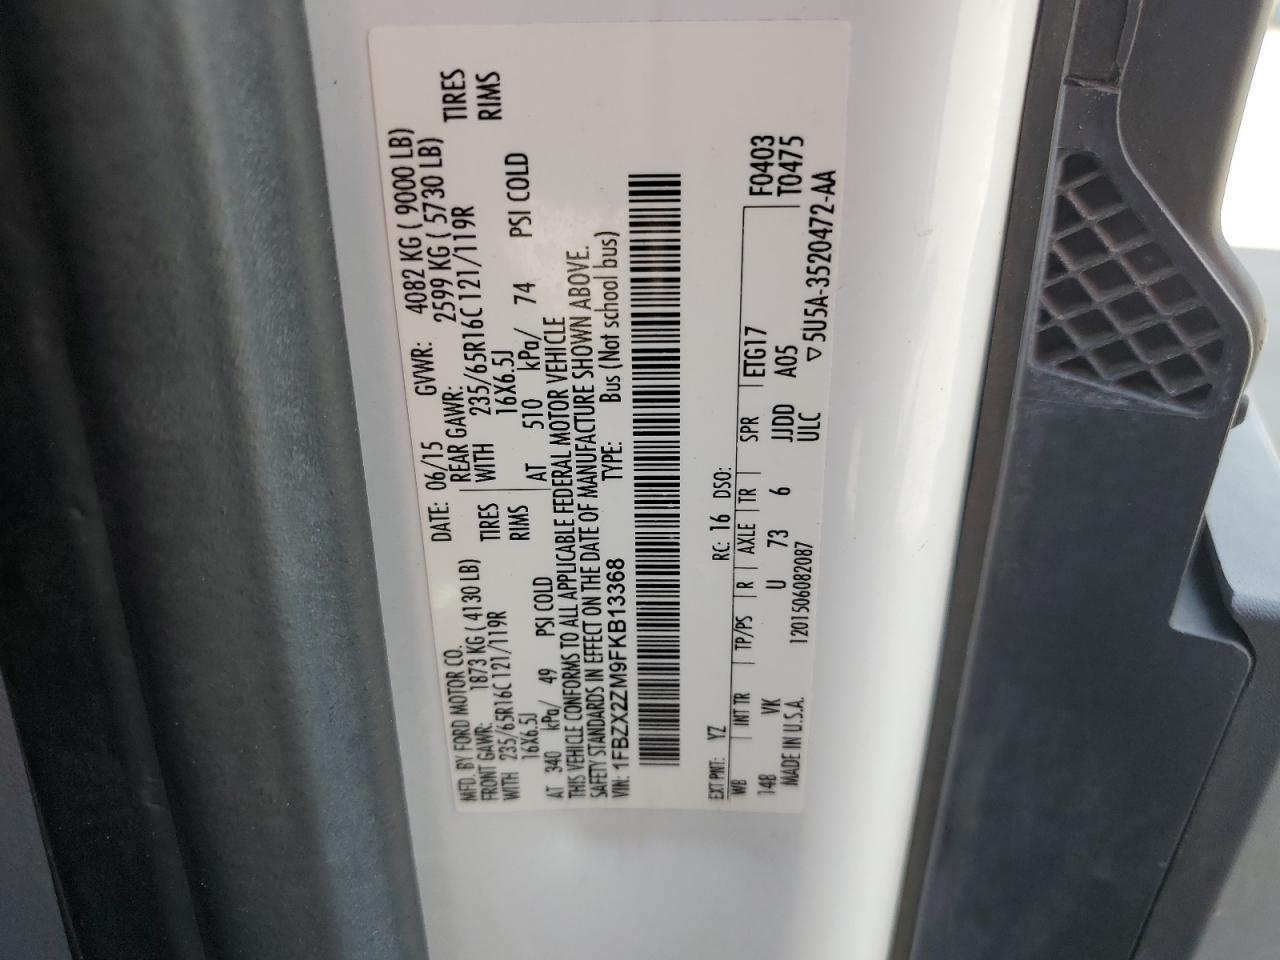 MFD. BY FORD MOTOR CO.
DATE: 06/15 GVWR: 4082 KG ( 9000 LB)
FRONT GAWR: 1873 KG ( 4130 LB) REAR GAWR: 2599 KG ( 5730 LB)
WITH 235/65R16C 121/119R TIRES WITH 235/65R16C 121/119R TIRES
16X6.5J RIMS 16X6.5J RIMS
AT 340 kPa/ 49 PSI COLD AT 510 kPa/ 74 PSI COLD
THIS VEHICLE CONFORMS TO ALL APPLICABLE FEDERAL MOTOR VEHICLE
SAFETY STANDARDS IN EFFECT ON THE DATE OF MANUFACTURE SHOWN ABOVE.
VIN: 1FBZX2ZM9FKB13368 TYPE: Bus (Not school bus)
EXT PNT: YZ RC: 16 DSO: F0403
WB INT TR TP/PS R AXLE TR SPR ETG17 T0475
148 VK U 73 6 JJDD A05
MADE IN U.S.A. 1201506082087 ULC ▽5U5A-3520472-AA